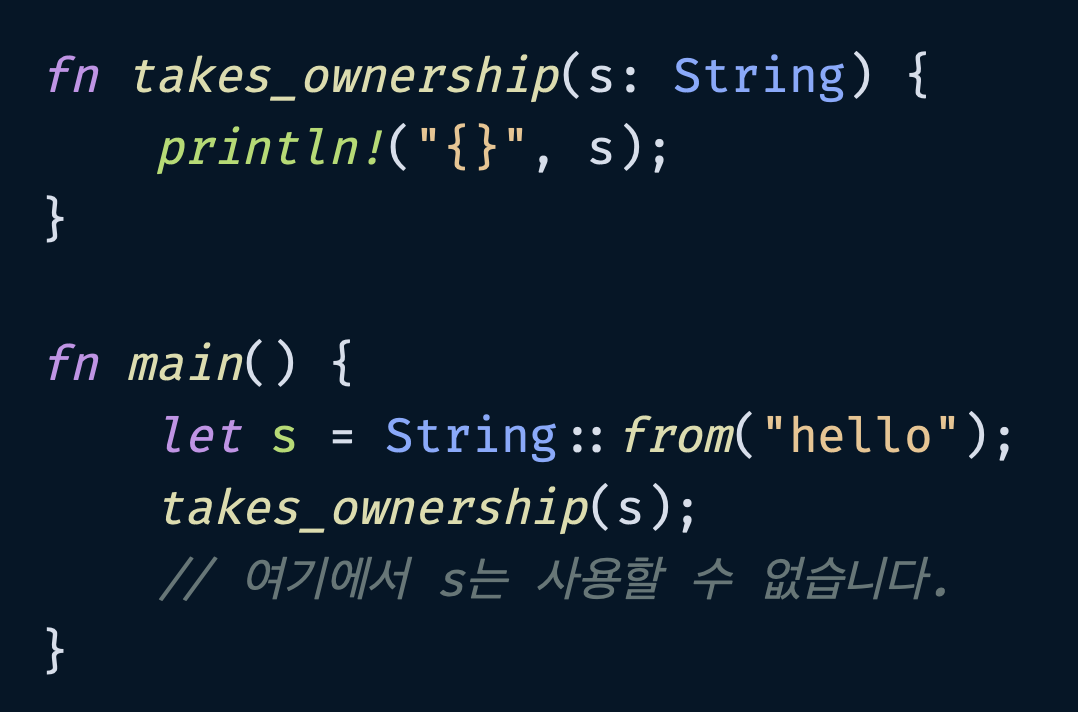 fn takes_ownership(s: String) {
    println!("{}", s);
}

fn main() {
    let s = String::from("hello");
    takes_ownership(s);
    // 여기에서 s는 사용할 수 없습니다.
}